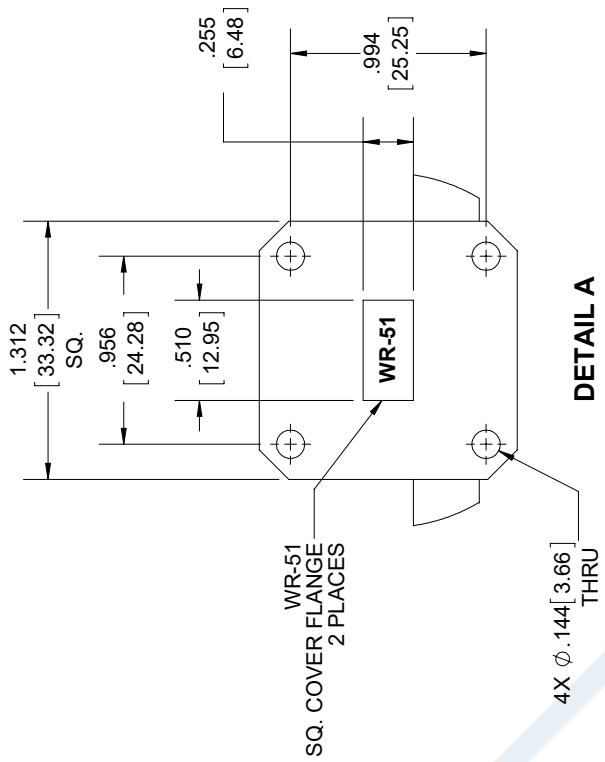 1.312
[33.32]
SQ.
.956
[24.28]
.510
[12.95]
.255
[6.48]
.994
[25.25]
WR-51
WR-51
SQ. COVER FLANGE
2 PLACES
4X ∅.144[3.66]
THRU
DETAIL A